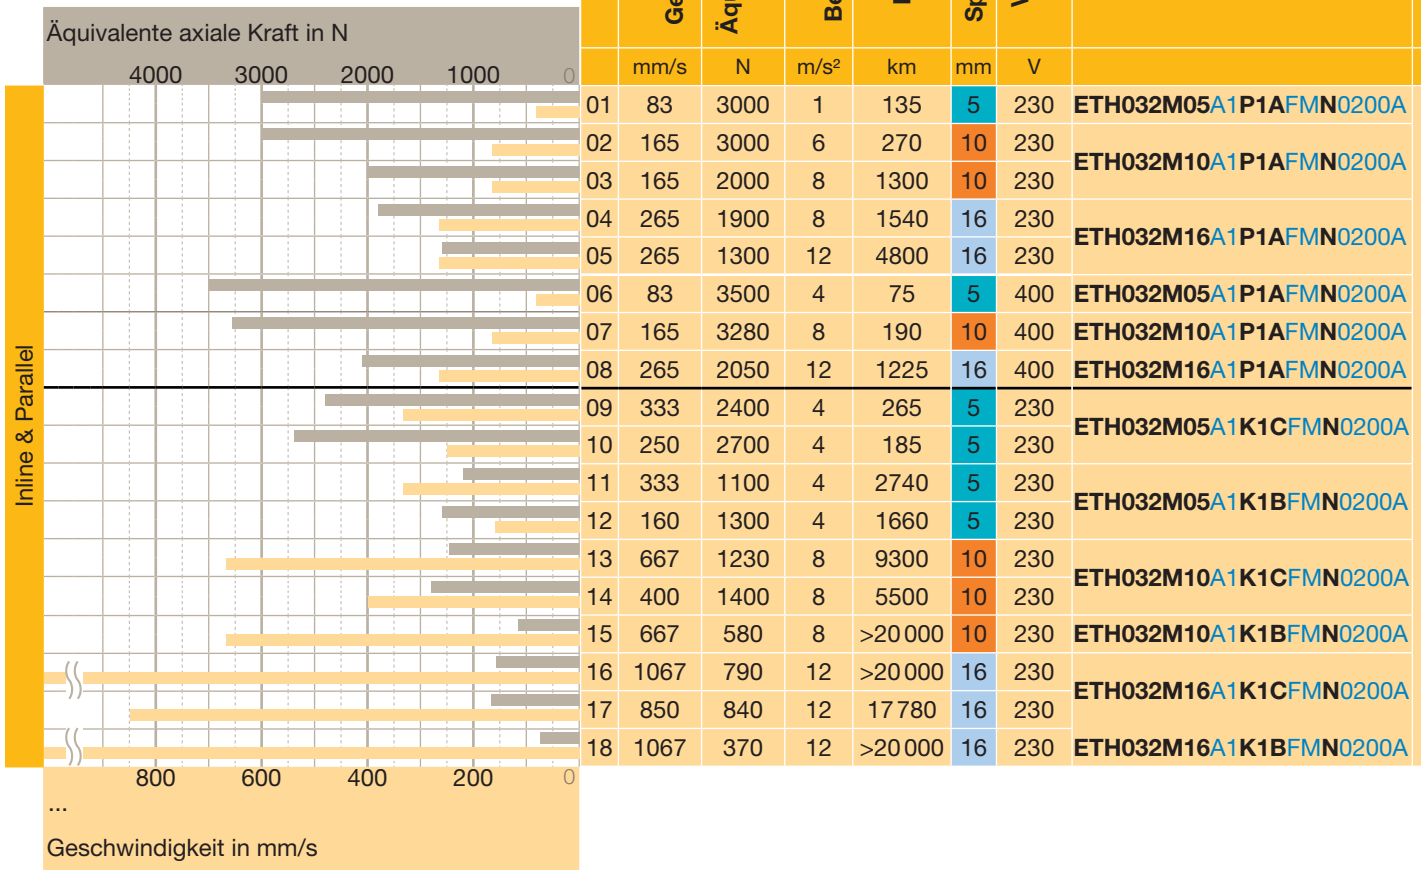 Äquivalente axiale Kraft in N
4000 3000 2000 1000 0
mm/s N m/s² km mm V
Inline & Parallel
01 83 3000 1 135 5 230 ETH032M05A1P1AFMN0200A
02 165 3000 6 270 10 230
ETH032M10A1P1AFMN0200A
03 165 2000 8 1300 10 230
04 265 1900 8 1540 16 230
ETH032M16A1P1AFMN0200A
05 265 1300 12 4800 16 230
06 83 3500 4 75 5 400 ETH032M05A1P1AFMN0200A
07 165 3280 8 190 10 400 ETH032M10A1P1AFMN0200A
08 265 2050 12 1225 16 400 ETH032M16A1P1AFMN0200A
09 333 2400 4 265 5 230
ETH032M05A1K1CFMN0200A
10 250 2700 4 185 5 230
11 333 1100 4 2740 5 230
ETH032M05A1K1BFMN0200A
12 160 1300 4 1660 5 230
13 667 1230 8 9300 10 230
ETH032M10A1K1CFMN0200A
14 400 1400 8 5500 10 230
15 667 580 8 >20 000 10 230 ETH032M10A1K1BFMN0200A
16 1067 790 12 >20 000 16 230
ETH032M16A1K1CFMN0200A
17 850 840 12 17 780 16 230
18 1067 370 12 >20 000 16 230 ETH032M16A1K1BFMN0200A
800 600 400 200 0
...
Geschwindigkeit in mm/s